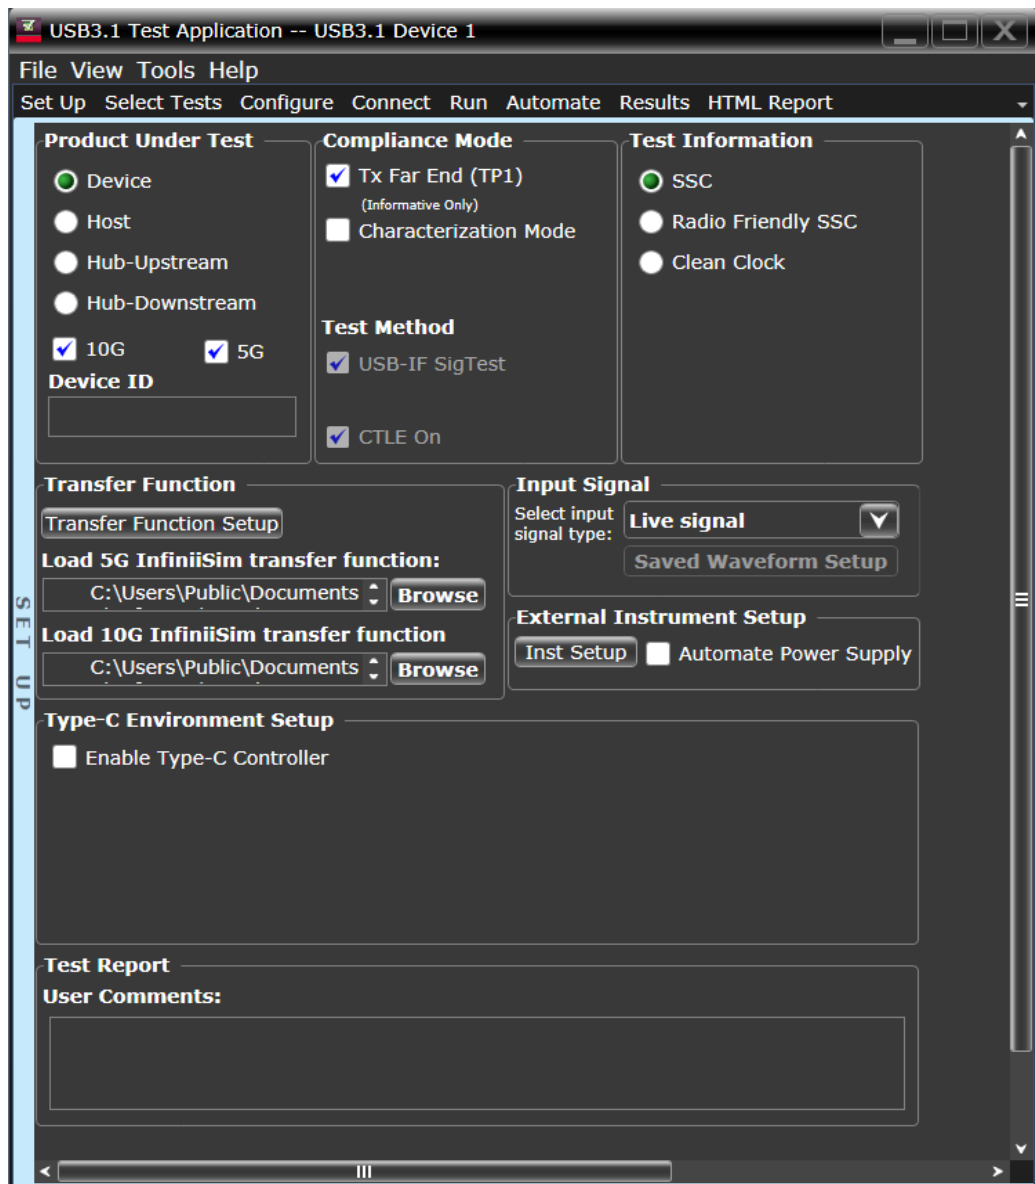 USB3.1 Test Application -- USB3.1 Device 1
File View Tools Help
Set Up Select Tests Configure Connect Run Automate Results HTML Report
SET UP
Product Under Test
Device
Host
Hub-Upstream
Hub-Downstream
10G 5G
Device ID
Compliance Mode
Tx Far End (TP1)
(Informative Only)
Characterization Mode
Test Method
USB-IF SigTest
CTLE On
Test Information
SSC
Radio Friendly SSC
Clean Clock
Transfer Function
Transfer Function Setup
Load 5G InfiniiSim transfer function:
C:\Users\Public\Documents Browse
Load 10G InfiniiSim transfer function
C:\Users\Public\Documents Browse
Input Signal
Select input
signal type:
Live signal
Saved Waveform Setup
External Instrument Setup
Inst Setup Automate Power Supply
Type-C Environment Setup
Enable Type-C Controller
Test Report
User Comments: